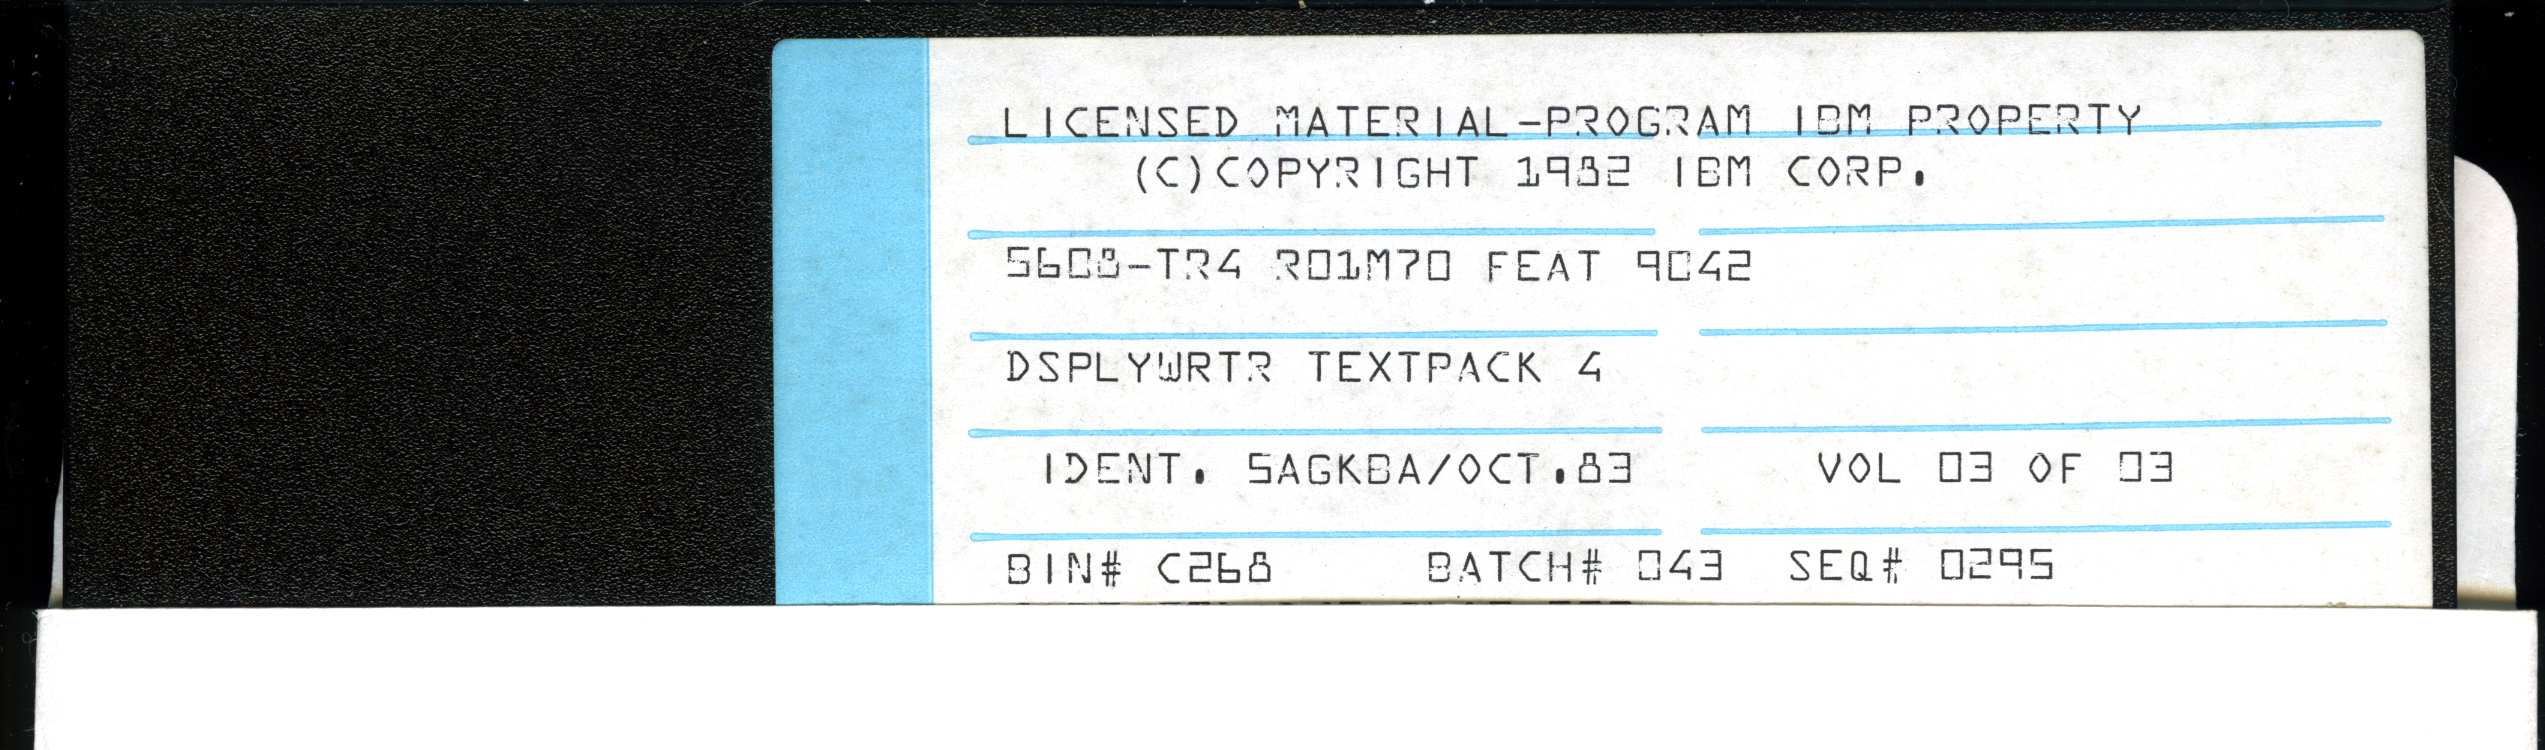 LICENSED MATERIAL-PROGRAM IBM PROPERTY
(C)COPYRIGHT 1982 IBM CORP.
5608-TR4 R01M70 FEAT 9042
DSPLYWRTR TEXTPACK 4
IDENT. SAGKBA/OCT.83 VOL 03 OF 03
BIN# C268 BATCH# 043 SEQ# 0295